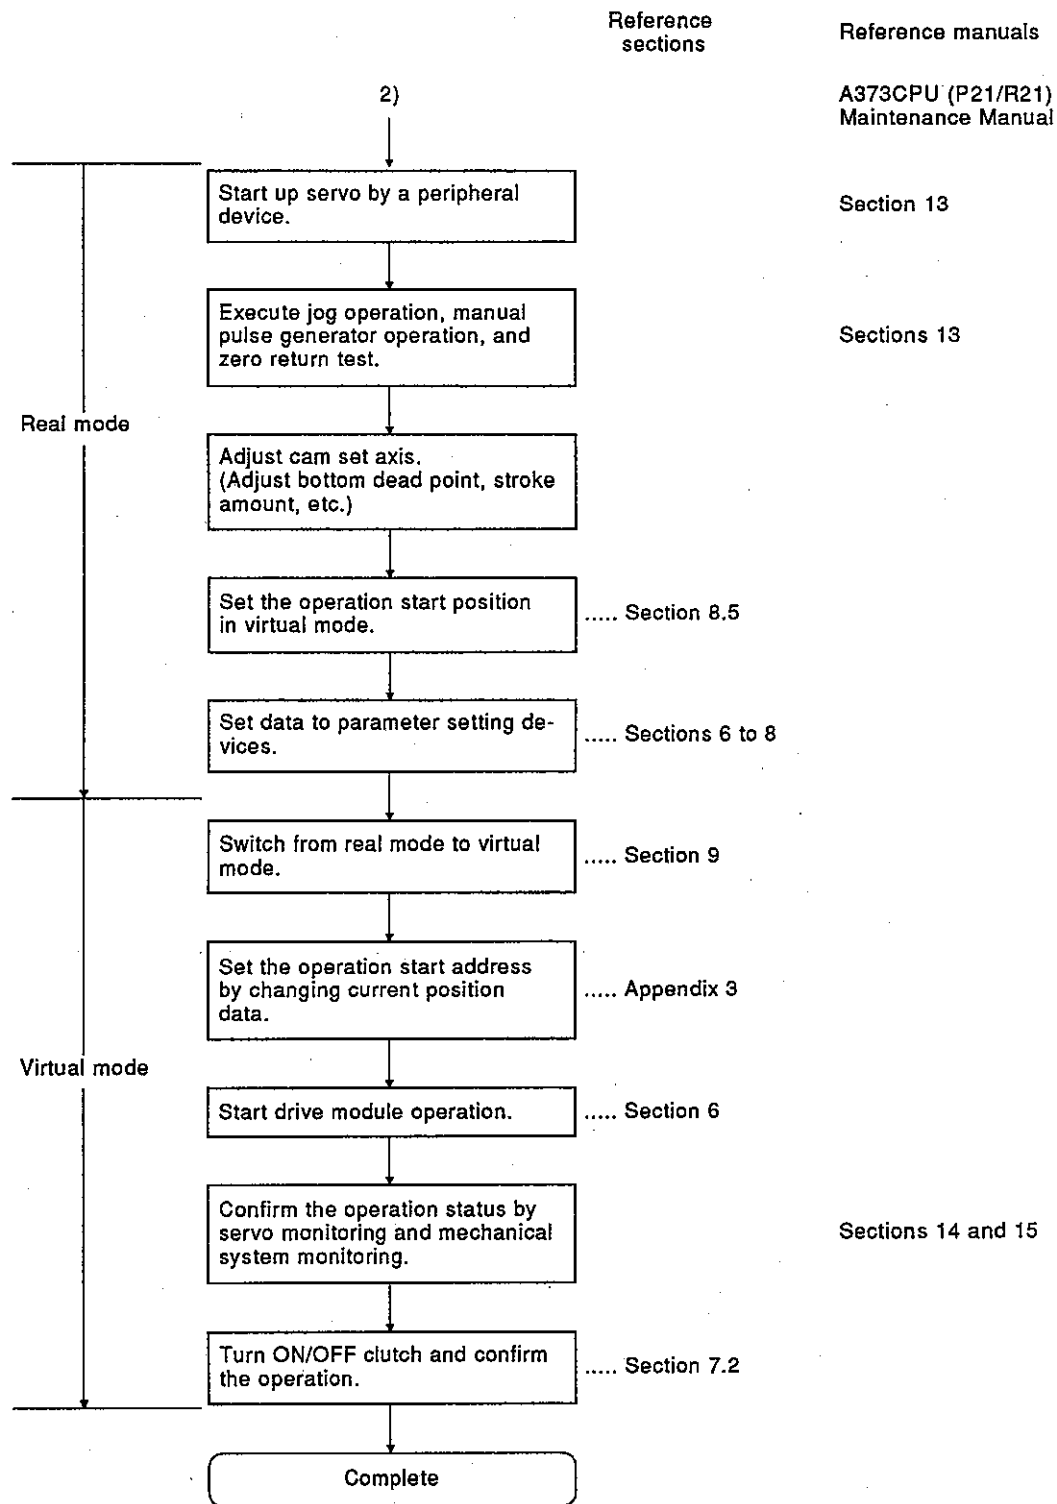 Reference
sections
Reference manuals
2)
A373CPU (P21/R21)
Maintenance Manual
Start up servo by a peripheral
device.
Section 13
Execute jog operation, manual
pulse generator operation, and
zero return test.
Sections 13
Real mode
Adjust cam set axis.
(Adjust bottom dead point, stroke
amount, etc.)
Set the operation start position
in virtual mode.
..... Section 8.5
Set data to parameter setting de-
vices.
..... Sections 6 to 8
Switch from real mode to virtual
mode.
..... Section 9
Set the operation start address
by changing current position
data.
..... Appendix 3
Virtual mode
Start drive module operation.
..... Section 6
Confirm the operation status by
servo monitoring and mechanical
system monitoring.
Sections 14 and 15
Turn ON/OFF clutch and confirm
the operation.
..... Section 7.2
Complete